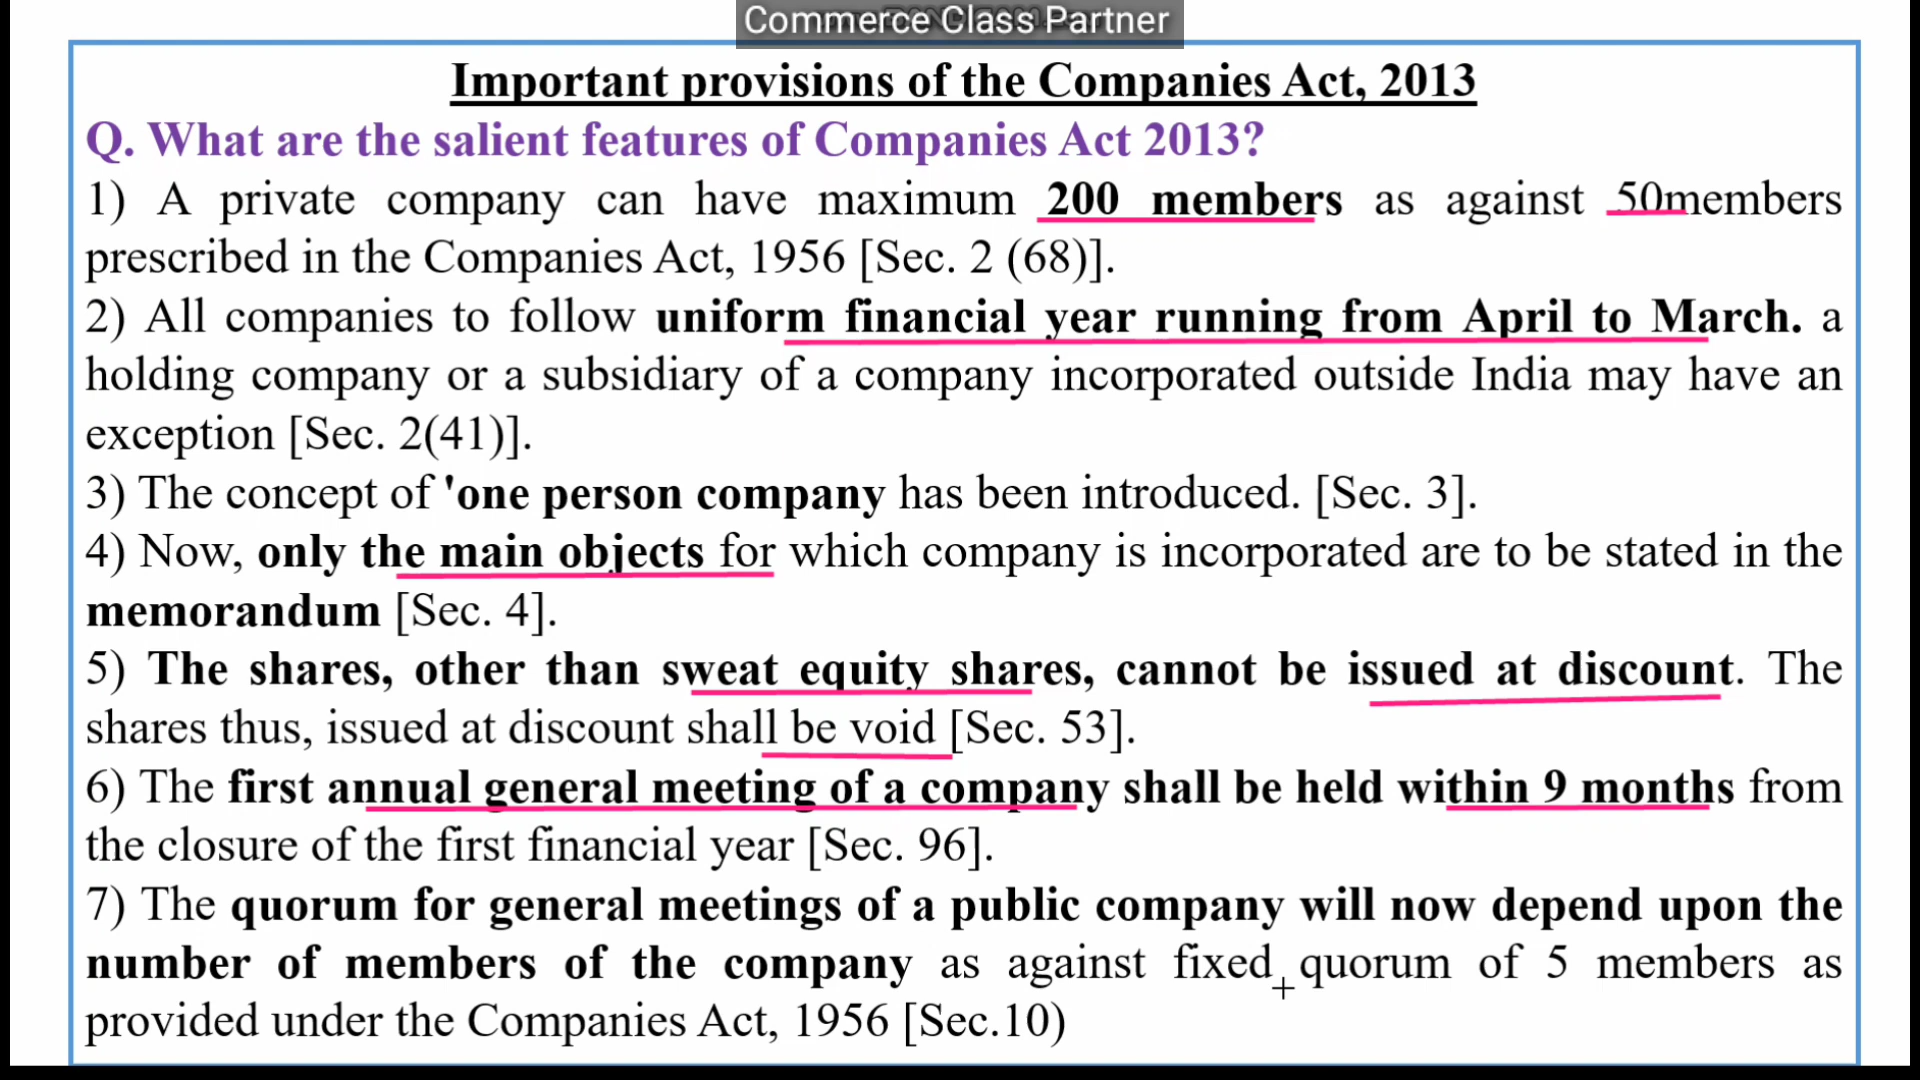 Commerce Class Partner
Important provisions of the Companies Act, 2013
Q. What are the salient features of Companies Act 2013?
1) A private company can have maximum 200 members as against 50members
prescribed in the Companies Act, 1956 [Sec. 2 (68)].
2) All companies to follow uniform financial year running from April to March. a
holding company or a subsidiary of a company incorporated outside India may have an
exception [Sec. 2(41)].
3) The concept of 'one person company has been introduced. [Sec. 3].
4) Now, only the main objects for which company is incorporated are to be stated in the
memorandum [Sec. 4].
5) The shares, other than sweat equity shares, cannot be issued at discount. The
shares thus, issued at discount shall be void [Sec. 53].
6) The first annual general meeting of a company shall be held within 9 months from
the closure of the first financial year [Sec. 96].
7) The quorum for general meetings of a public company will now depend upon the
number of members of the company as against fixed quorum of 5 members as
provided under the Companies Act, 1956 [Sec.10)